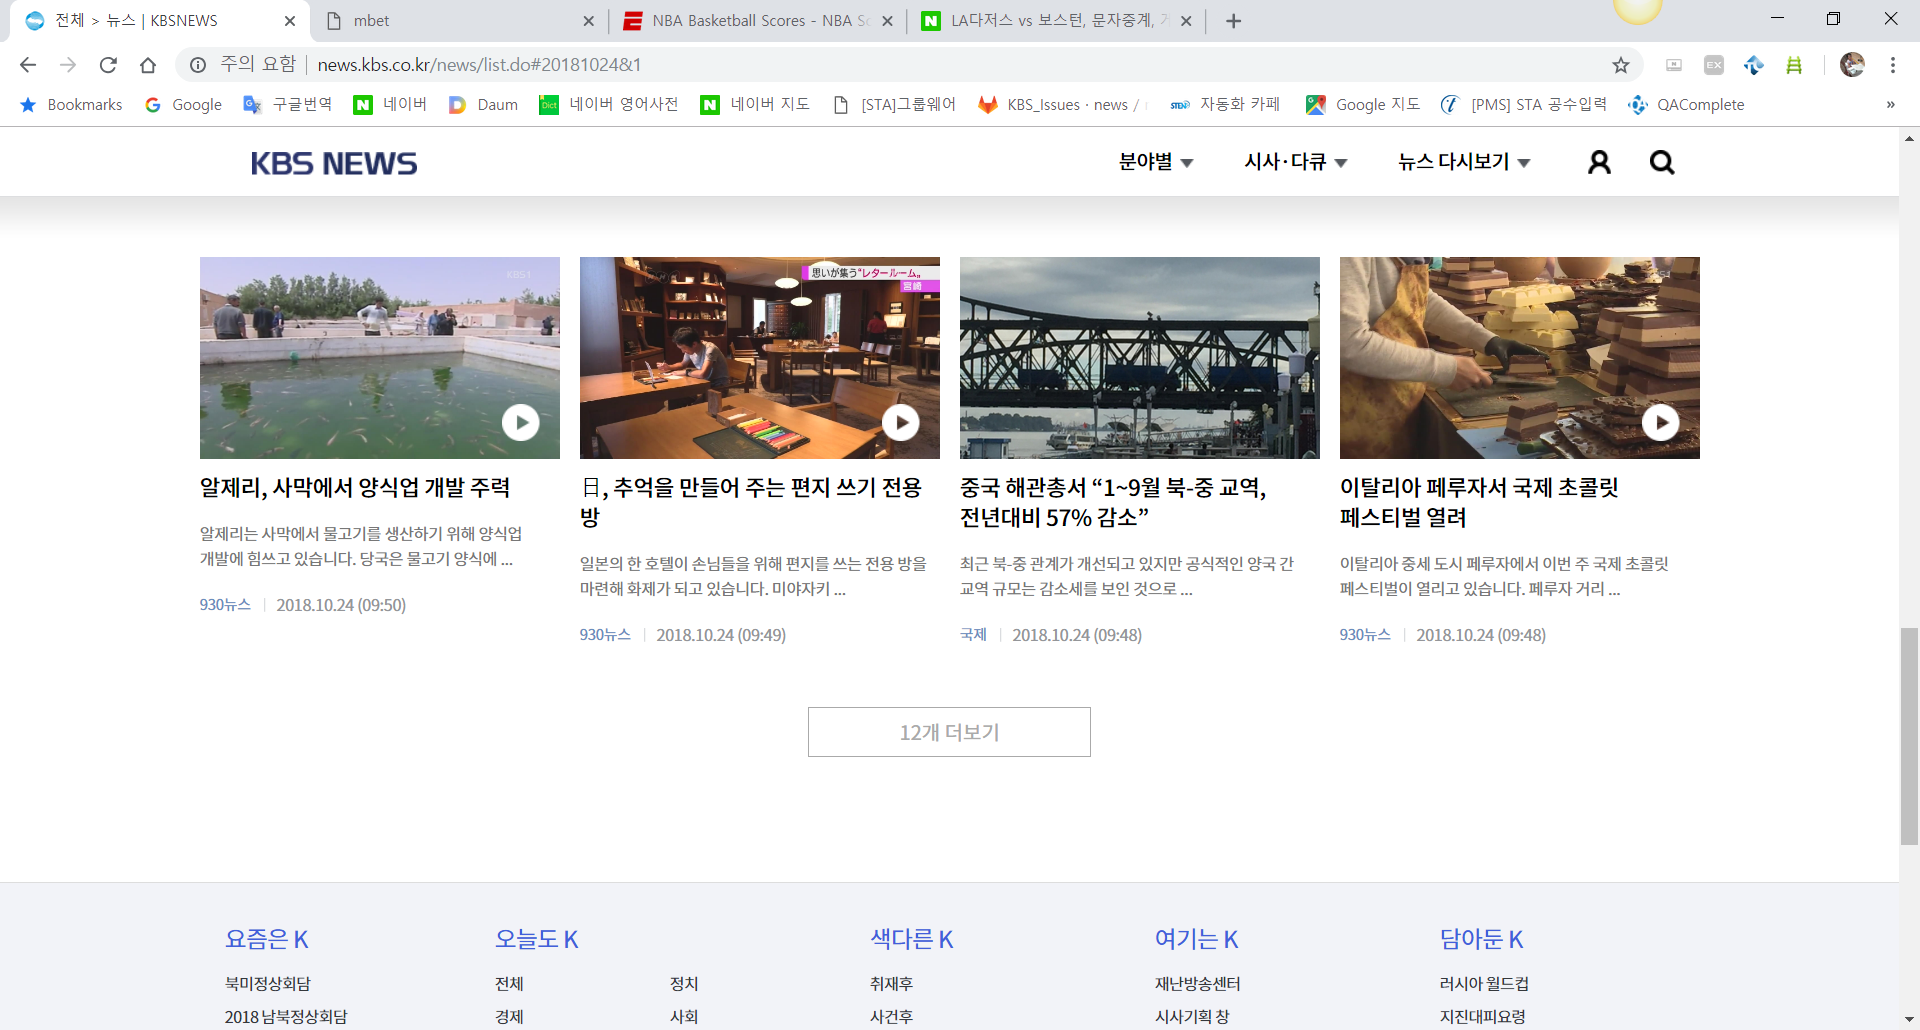 전체 > 뉴스 | KBSNEWS
mbet
NBA Basketball Scores - NBA Sc
LA다저스 vs 보스턴, 문자중계,
주의 요함
news.kbs.co.kr/news/list.do#20181024&1
Bookmarks
Google
구글번역
네이버
Daum
네이버 영어사전
네이버 지도
[STA]그룹웨어
KBS_Issues · news /
자동화 카페
Google 지도
[PMS] STA 공수입력
QAComplete
KBS NEWS
분야별
시사·다큐
뉴스 다시보기
KBS1
思いが集う“レタールーム„
宮崎
알제리, 사막에서 양식업 개발 주력
알제리는 사막에서 물고기를 생산하기 위해 양식업
개발에 힘쓰고 있습니다. 당국은 물고기 양식에 ...
930뉴스 | 2018.10.24 (09:50)
日, 추억을 만들어 주는 편지 쓰기 전용
방
일본의 한 호텔이 손님들을 위해 편지를 쓰는 전용 방을
마련해 화제가 되고 있습니다. 미야자키 ...
930뉴스 | 2018.10.24 (09:49)
중국 해관총서 “1~9월 북-중 교역,
전년대비 57% 감소”
최근 북-중 관계가 개선되고 있지만 공식적인 양국 간
교역 규모는 감소세를 보인 것으로 ...
국제 | 2018.10.24 (09:48)
이탈리아 페루자서 국제 초콜릿
페스티벌 열려
이탈리아 중세 도시 페루자에서 이번 주 국제 초콜릿
페스티벌이 열리고 있습니다. 페루자 거리 ...
930뉴스 | 2018.10.24 (09:48)
12개 더보기
요즘은 K
오늘도 K
색다른 K
여기는 K
담아둔 K
북미정상회담
전체
정치
취재후
재난방송센터
러시아 월드컵
2018 남북정상회담
경제
사회
사건후
시사기획 창
지진대피요령